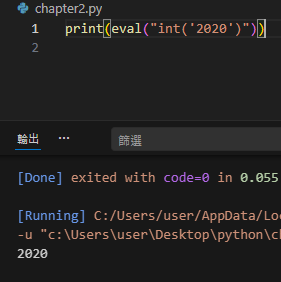 chapter2.py
1 print(eval("int('2020')"))
2
輸出 ··· 篩選
[Done] exited with code=0 in 0.055
[Running] C:/Users/user/AppData/Loc
-u "c:\Users\user\Desktop\python\ch
2020